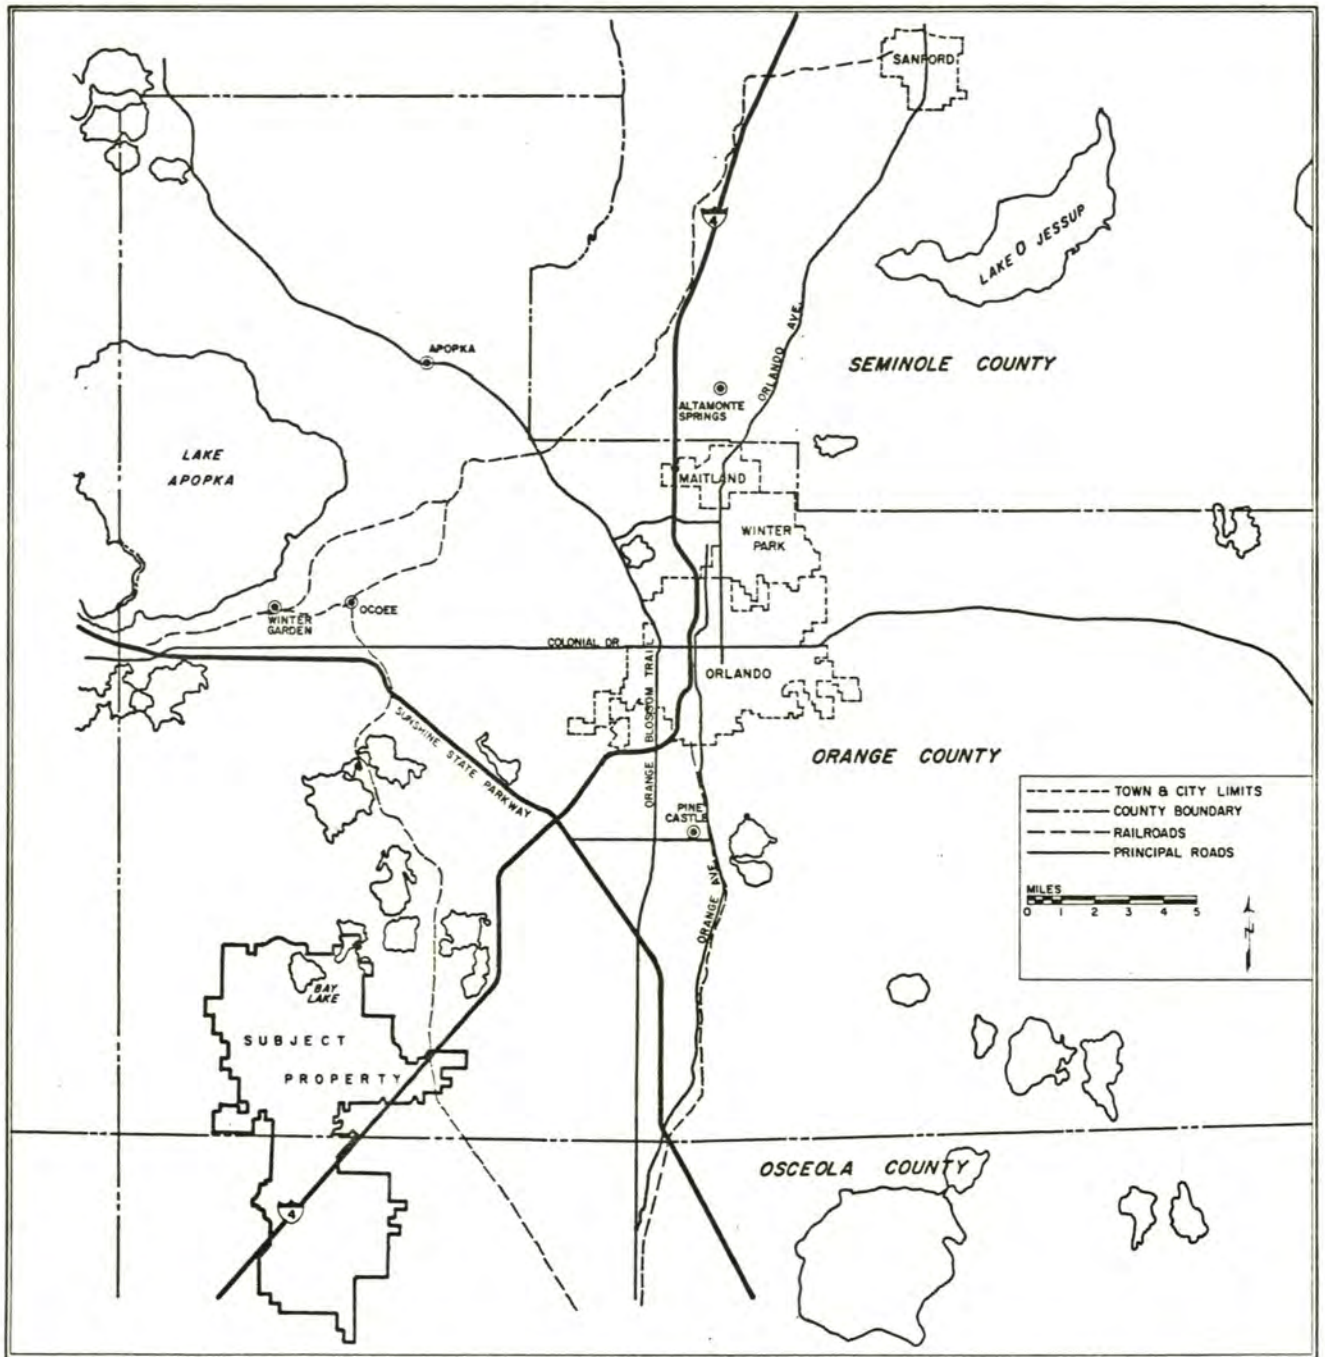 SANFORD
4
LAKE JESSUP
ORLANDO AVE.
APOPKA
SEMINOLE COUNTY
ALTAMONTE
SPRINGS
LAKE
APOPKA
MAITLAND
WINTER
PARK
WINTER
GARDEN
OCOEE
COLONIAL DR.
ORLANDO
SUNSHINE STATE PARKWAY
ORANGE BLOSSOM TRAIL
ORANGE COUNTY
PINE
CASTLE
ORANGE AVE.
TOWN & CITY LIMITS
COUNTY BOUNDARY
RAILROADS
PRINCIPAL ROADS
MILES
0 1 2 3 4 5
N
BAY
LAKE
SUBJECT
PROPERTY
OSCEOLA COUNTY
4